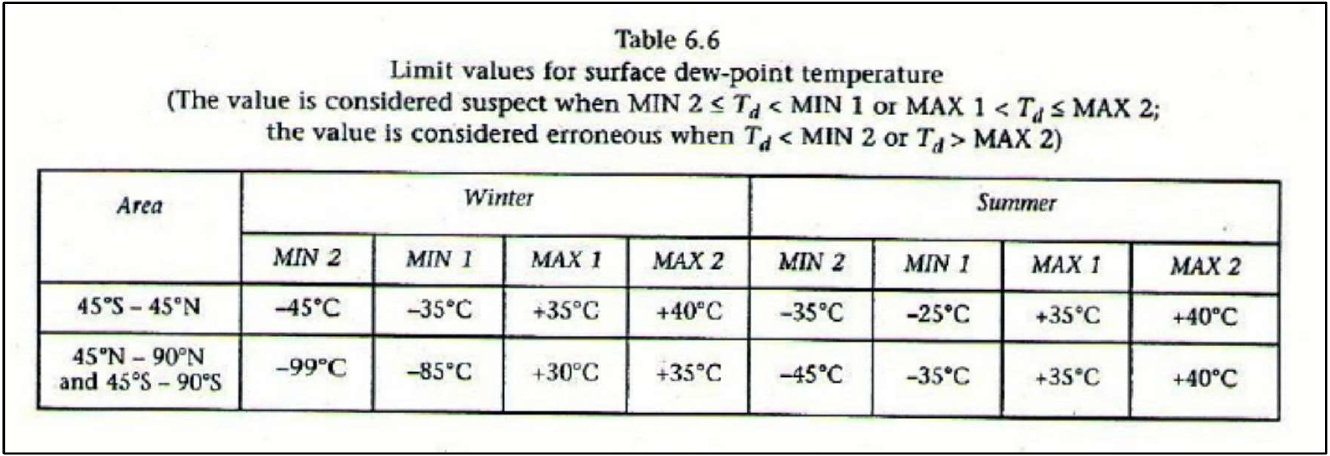 Table 6.6
Limit values for surface dew-point temperature
(The value is considered suspect when MIN 2 ≤ Td < MIN 1 or MAX 1 < Td ≤ MAX 2;
the value is considered erroneous when Td < MIN 2 or Td > MAX 2)
Area Winter Summer
MIN 2 MIN 1 MAX 1 MAX 2 MIN 2 MIN 1 MAX 1 MAX 2
45°S – 45°N –45°C –35°C +35°C +40°C –35°C –25°C +35°C +40°C
45°N – 90°N
and 45°S – 90°S –99°C –85°C +30°C +35°C –45°C –35°C +35°C +40°C